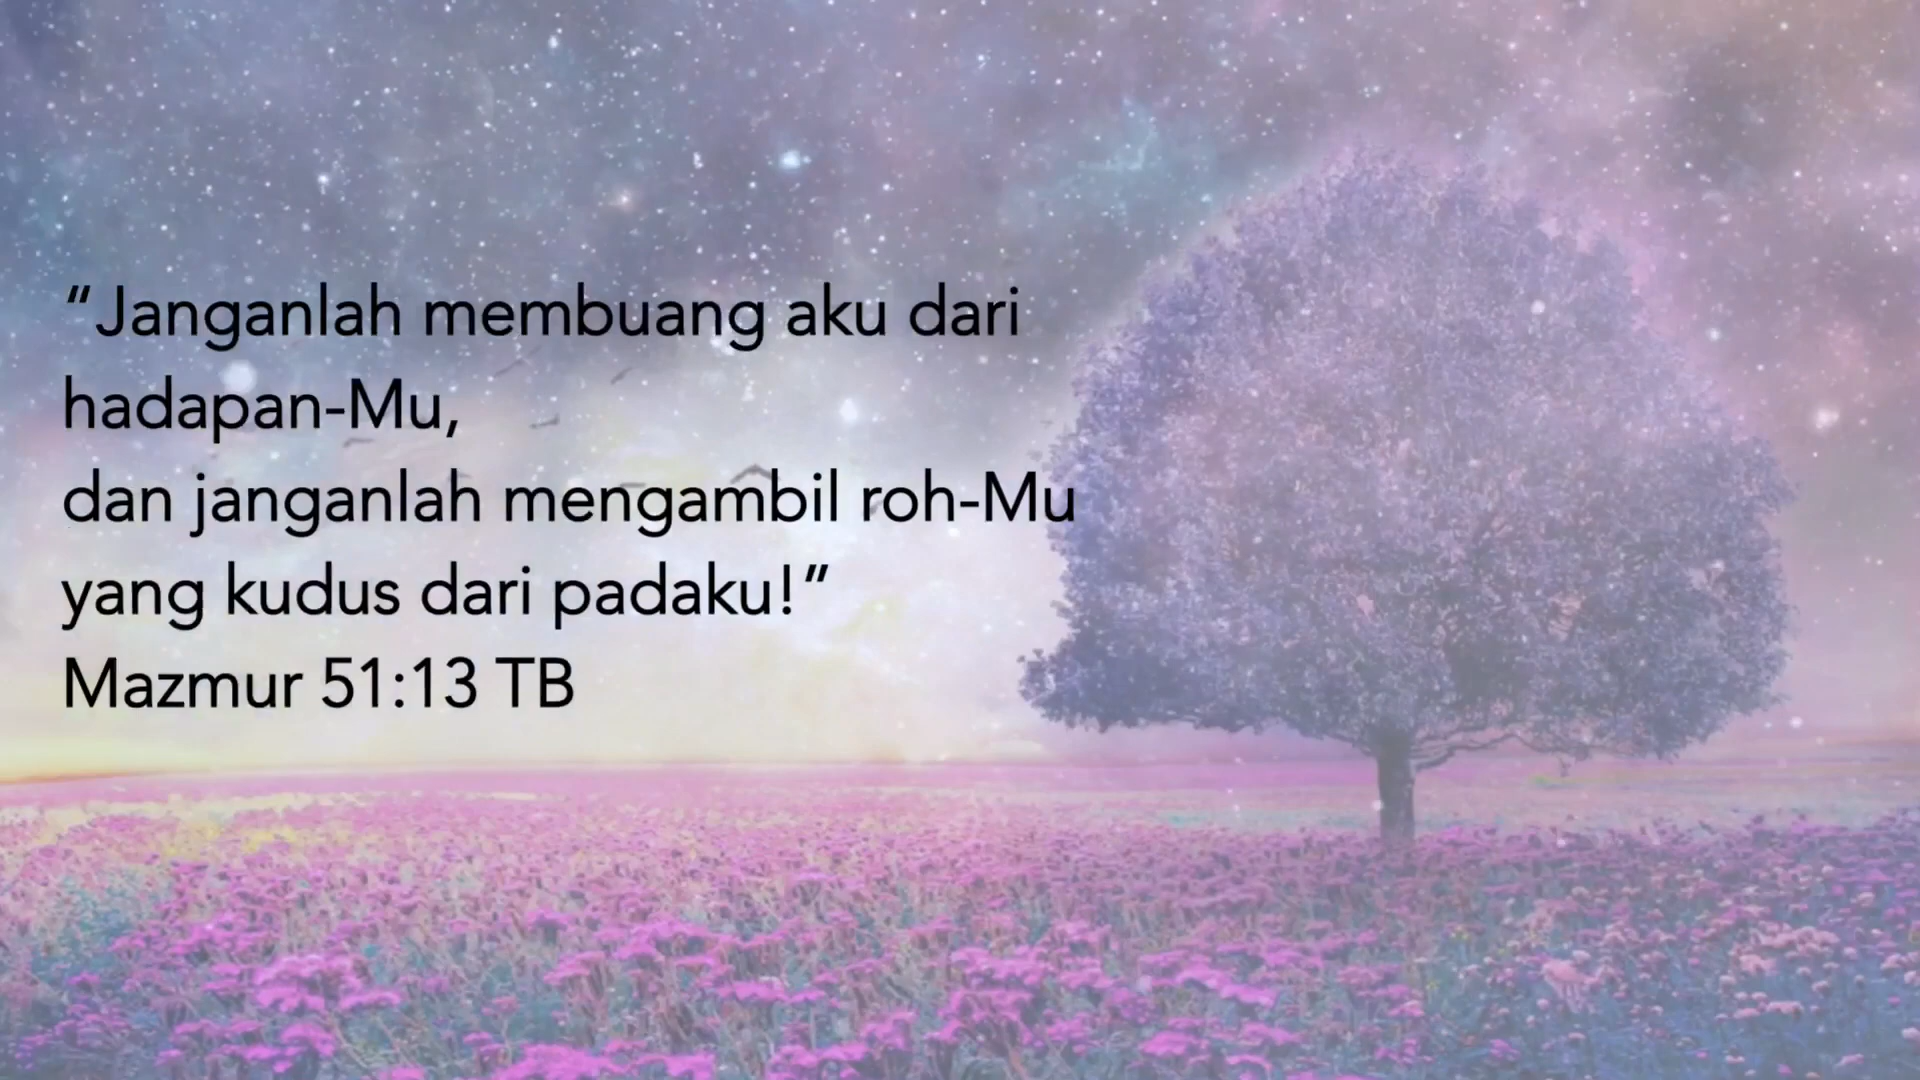 “Janganlah membuang aku dari
hadapan-Mu,
dan janganlah mengambil roh-Mu
yang kudus dari padaku!”
Mazmur 51:13 TB